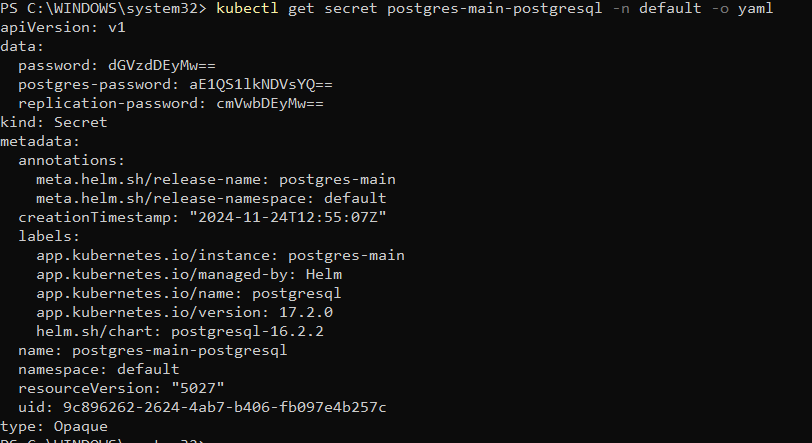 PS C:\WINDOWS\system32> kubectl get secret postgres-main-postgresql -n default -o yaml
apiVersion: v1
data:
  password: dGVzdDEyMw==
  postgres-password: aE1QS1lkNDVsYQ==
  replication-password: cmVwbDEyMw==
kind: Secret
metadata:
  annotations:
    meta.helm.sh/release-name: postgres-main
    meta.helm.sh/release-namespace: default
  creationTimestamp: "2024-11-24T12:55:07Z"
  labels:
    app.kubernetes.io/instance: postgres-main
    app.kubernetes.io/managed-by: Helm
    app.kubernetes.io/name: postgresql
    app.kubernetes.io/version: 17.2.0
    helm.sh/chart: postgresql-16.2.2
  name: postgres-main-postgresql
  namespace: default
  resourceVersion: "5027"
  uid: 9c896262-2624-4ab7-b406-fb097e4b257c
type: Opaque
PS C:\WINDOWS\system32>